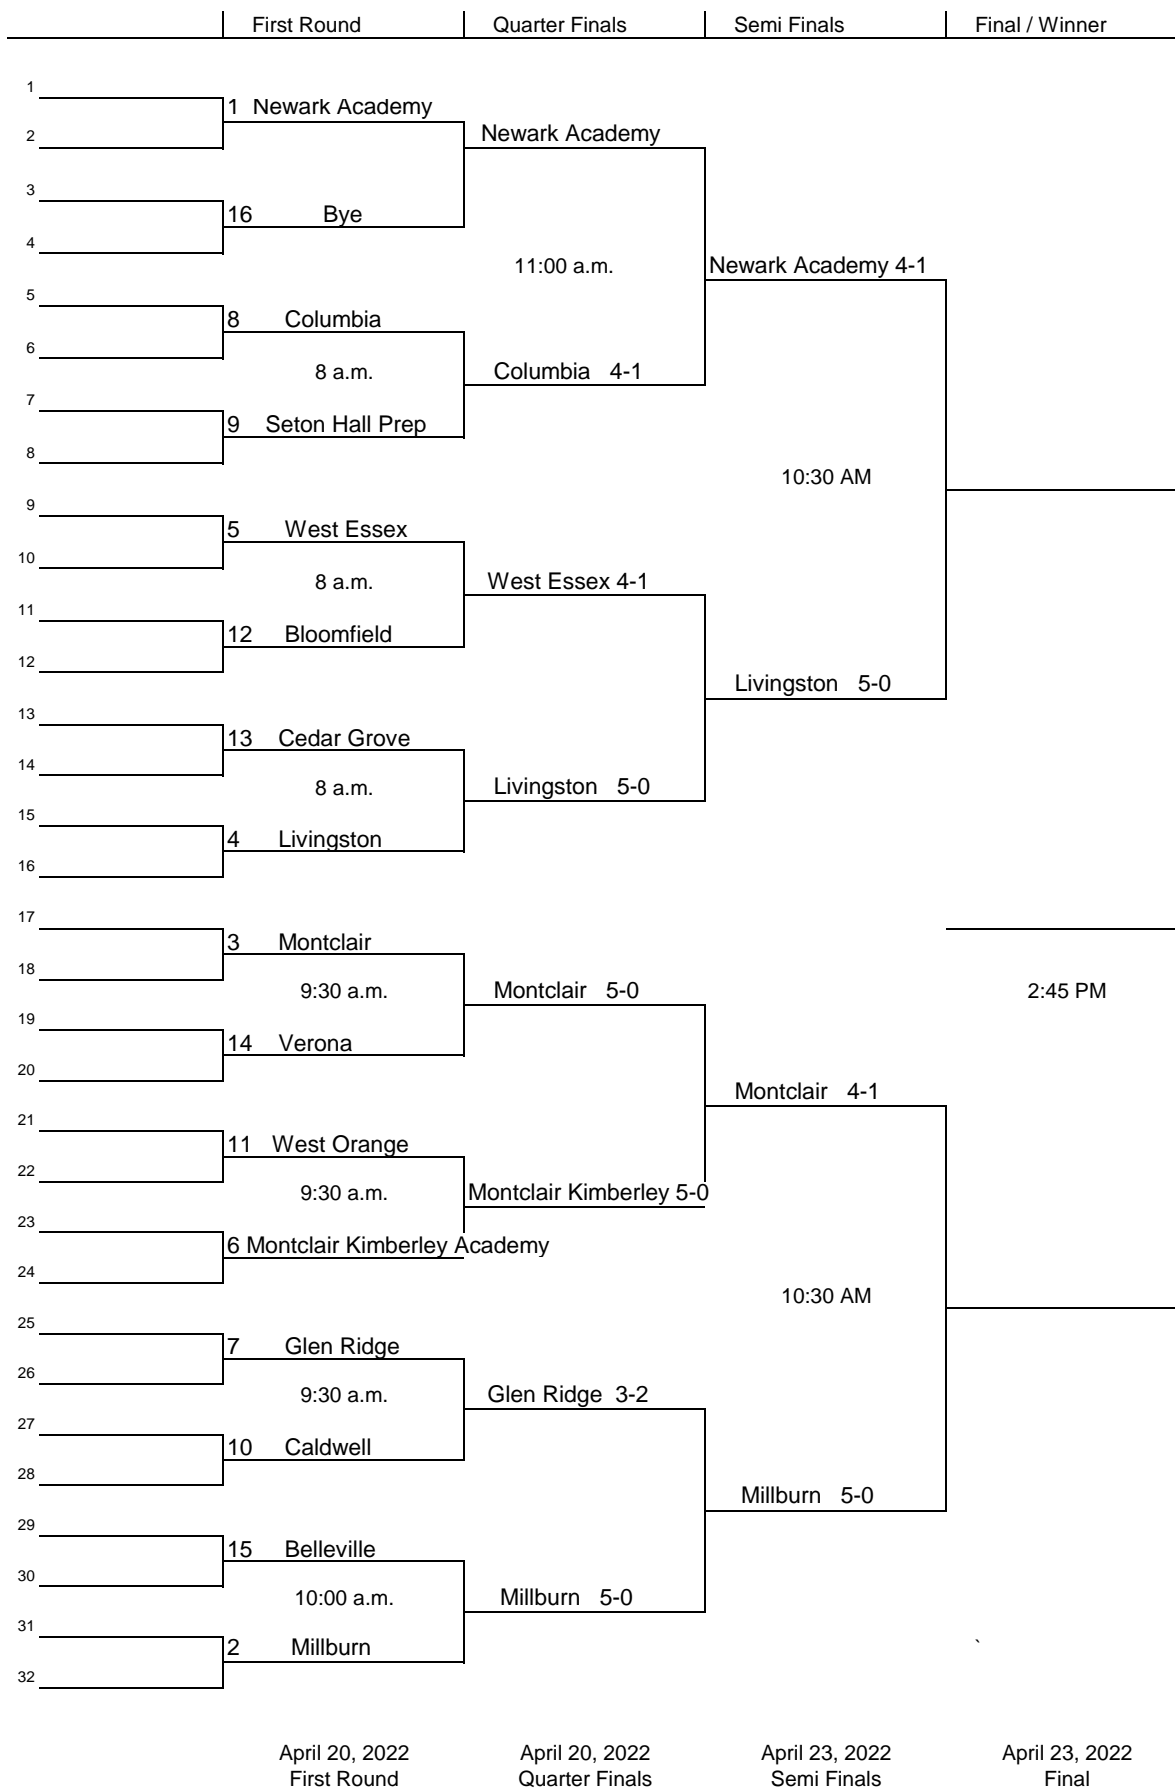 First Round Quarter Finals Semi Finals Final / Winner
1
1 Newark Academy
2 Newark Academy
3
16 Bye
4
11:00 a.m. Newark Academy 4-1
5
8 Columbia
6
8 a.m. Columbia 4-1
7
9 Seton Hall Prep
8
10:30 AM
9
5 West Essex
10
8 a.m. West Essex 4-1
11
12 Bloomfield
12
Livingston 5-0
13
13 Cedar Grove
14
8 a.m. Livingston 5-0
15
4 Livingston
16
17
3 Montclair
18
9:30 a.m. Montclair 5-0 2:45 PM
19
14 Verona
20
Montclair 4-1
21
11 West Orange
22
9:30 a.m. Montclair Kimberley 5-0
23
6 Montclair Kimberley Academy
24
10:30 AM
25
7 Glen Ridge
26
9:30 a.m. Glen Ridge 3-2
27
10 Caldwell
28
Millburn 5-0
29
15 Belleville
30
10:00 a.m. Millburn 5-0
31
2 Millburn `
32
April 20, 2022 April 20, 2022 April 23, 2022 April 23, 2022
First Round Quarter Finals Semi Finals Final